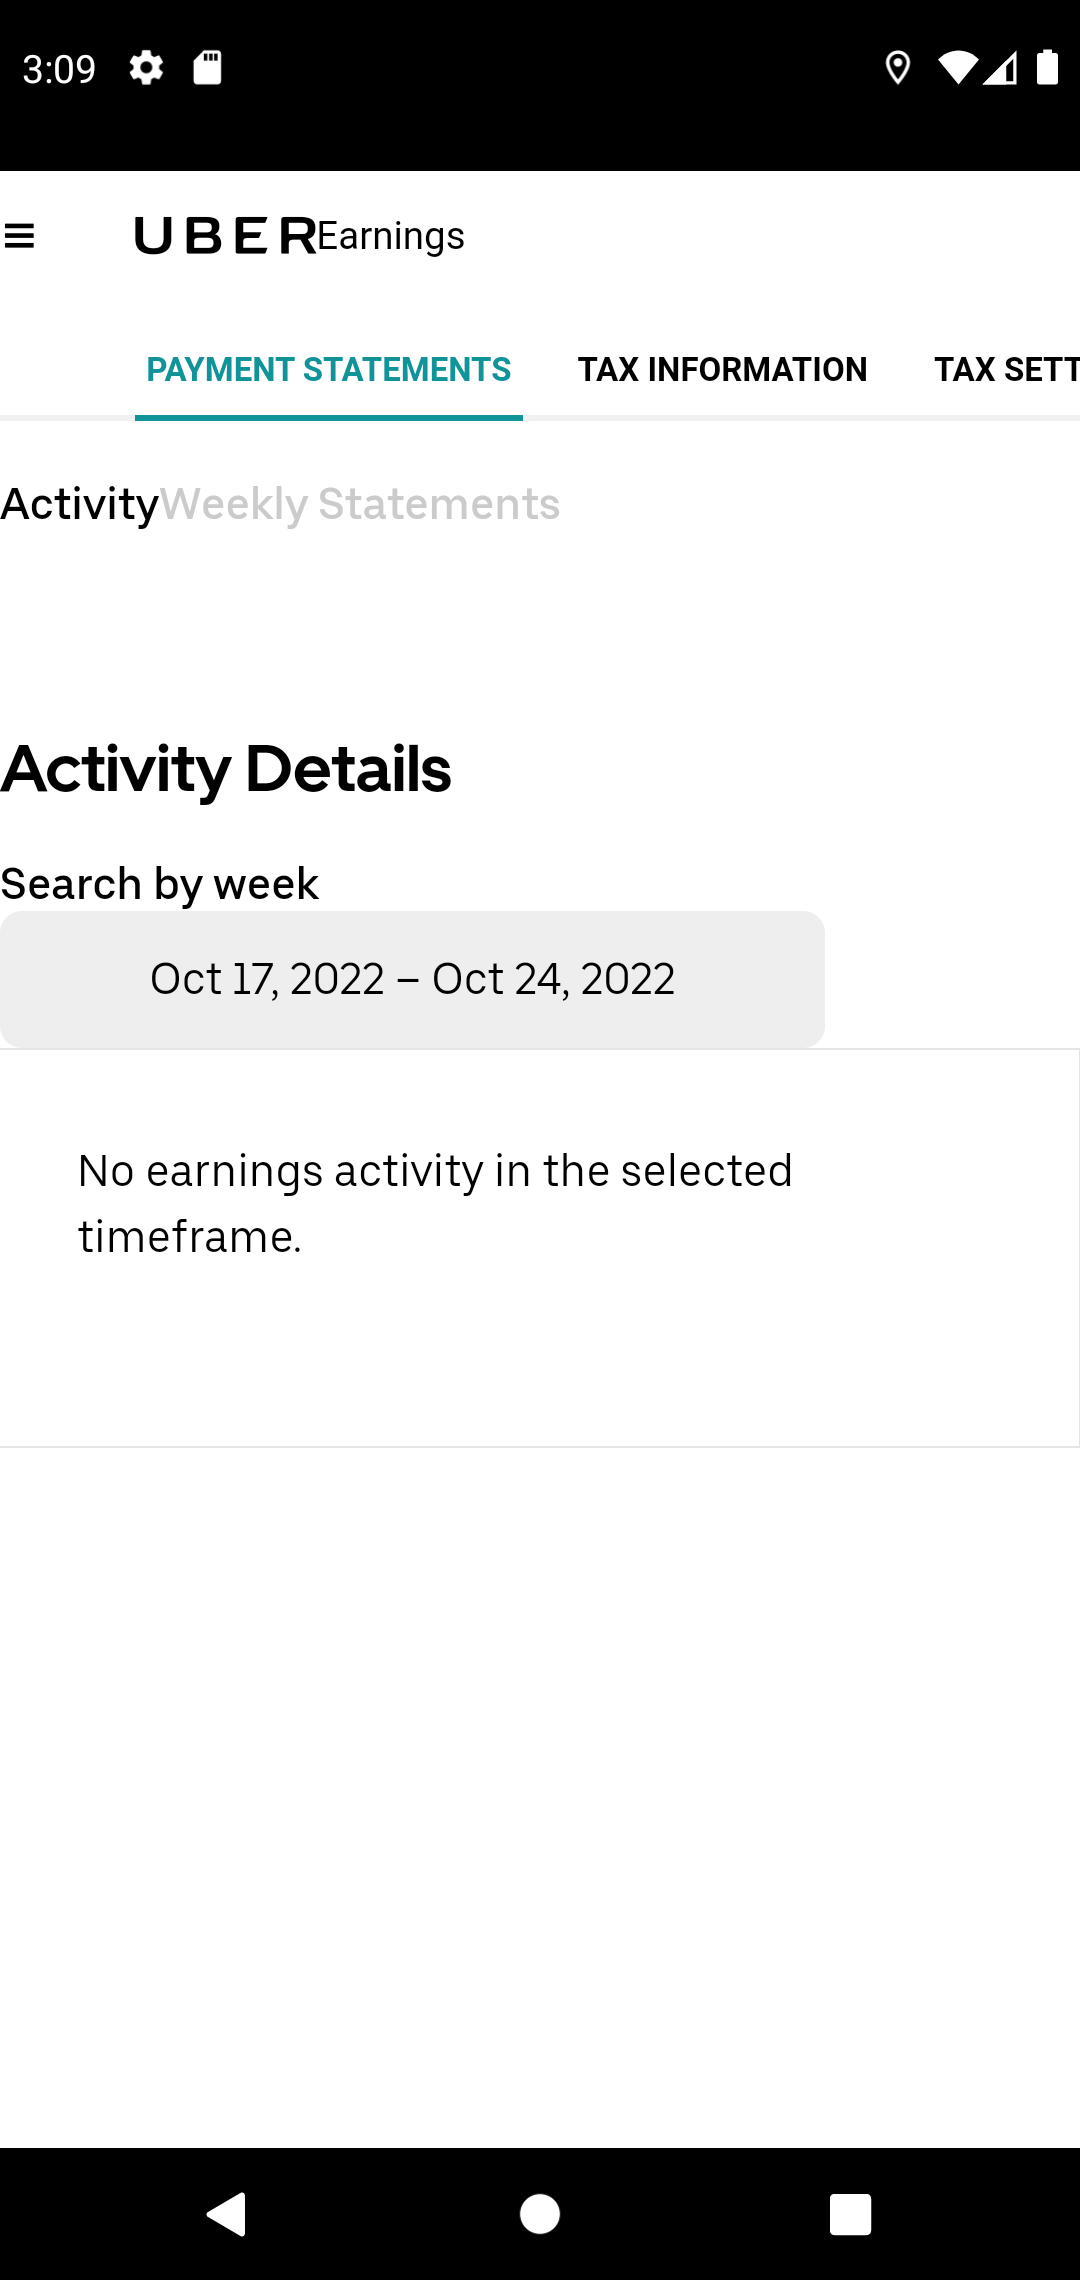 3:09
UBER Earnings
PAYMENT STATEMENTS TAX INFORMATION TAX SETT
Activity Weekly Statements
Activity Details
Search by week
Oct 17, 2022 – Oct 24, 2022
No earnings activity in the selected
timeframe.